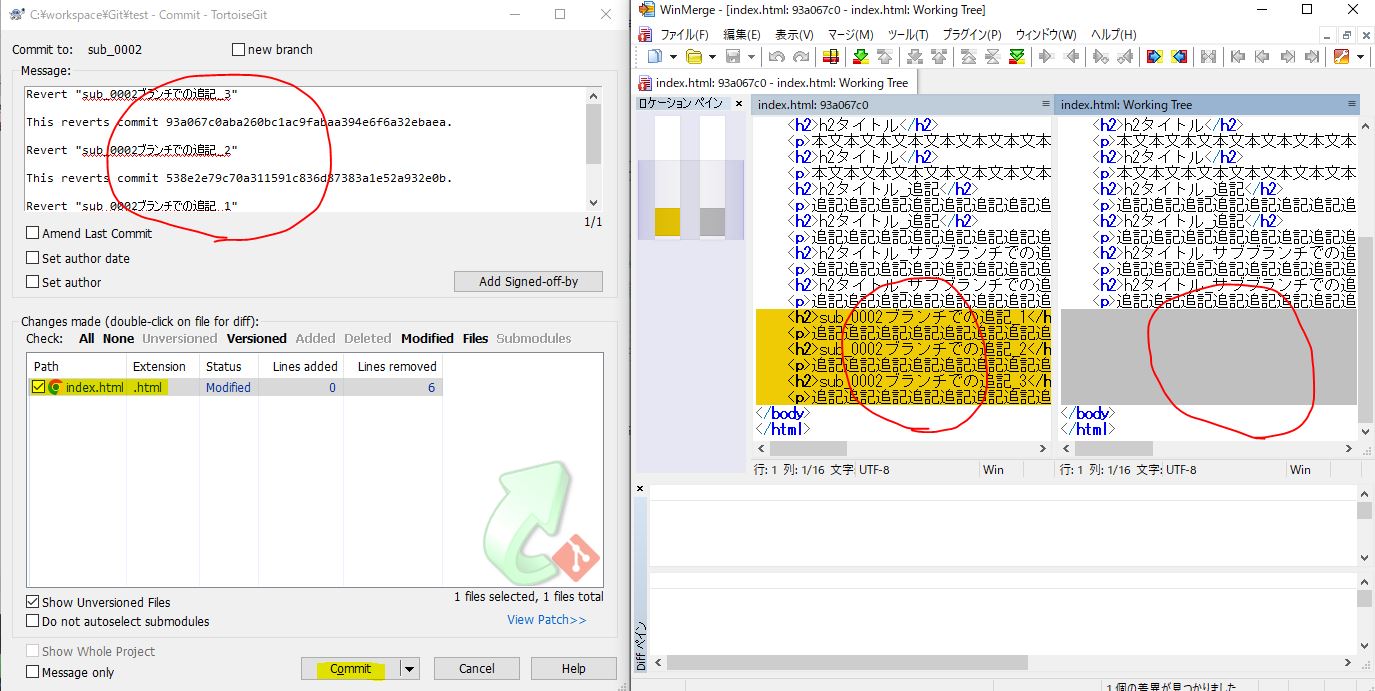 C:¥workspace¥Git¥test - Commit - TortoiseGit
Commit to: sub_0002 new branch
Message:
Revert "sub_0002ブランチでの追記_3"
This reverts commit 93a067c0aba260bc1ac9fabaa394e6f6a32ebaea.
Revert "sub_0002ブランチでの追記_2"
This reverts commit 538e2e79c70a311591c836d87383a1e52a932e0b.
Revert "sub_0002ブランチでの追記_1"
1/1
Amend Last Commit
Set author date
Set author
Add Signed-off-by
Changes made (double-click on file for diff):
Check: All None Unversioned Versioned Added Deleted Modified Files Submodules
Path Extension Status Lines added Lines removed
index.html .html Modified 0 6
1 files selected, 1 files total
Show Unversioned Files
Do not autoselect submodules
View Patch>>
Show Whole Project
Message only
Commit Cancel Help
WinMerge - [index.html: 93a067c0 - index.html: Working Tree]
ファイル(F) 編集(E) 表示(V) マージ(M) ツール(T) プラグイン(P) ウィンドウ(W) ヘルプ(H)
index.html: 93a067c0 - index.html: Working Tree
ロケーション ペイン
index.html: 93a067c0
<h2>h2タイトル</h2>
<p>本文本文本文本文本文本文本文本
<h2>h2タイトル</h2>
<p>本文本文本文本文本文本文本文本
<h2>h2タイトル_追記</h2>
<p>追記追記追記追記追記追記追記追
<h2>h2タイトル_追記</h2>
<p>追記追記追記追記追記追記追記追
<h2>h2タイトル_サブブランチでの追
<p>追記追記追記追記追記追記追記追
<h2>h2タイトル_サブブランチでの追
<p>追記追記追記追記追記追記追記追
<h2>sub_0002ブランチでの追記_1</h
<p>追記追記追記追記追記追記追記追
<h2>sub_0002ブランチでの追記_2</h
<p>追記追記追記追記追記追記追記追
<h2>sub_0002ブランチでの追記_3</h
<p>追記追記追記追記追記追記追記追
</body>
</html>
行: 1 列: 1/16 文字: UTF-8 Win
index.html: Working Tree
<h2>h2タイトル</h2>
<p>本文本文本文本文本文本文本文本
<h2>h2タイトル</h2>
<p>本文本文本文本文本文本文本文本
<h2>h2タイトル_追記</h2>
<p>追記追記追記追記追記追記追記追
<h2>h2タイトル_追記</h2>
<p>追記追記追記追記追記追記追記追
<h2>h2タイトル_サブブランチでの追
<p>追記追記追記追記追記追記追記追
<h2>h2タイトル_サブブランチでの追
<p>追記追記追記追記追記追記追記追
</body>
</html>
行: 1 列: 1/16 文字: UTF-8 Win
Diff ペイン
1 個の差異が見つかりました